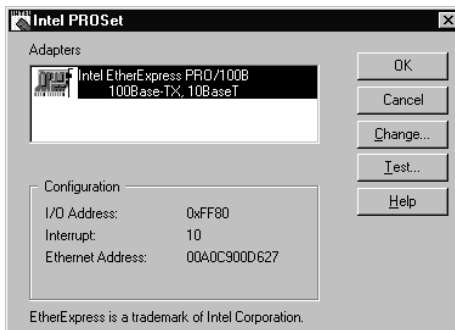 Intel PROSet
Adapters
Intel EtherExpress PRO/100B
100Base-TX, 10BaseT
OK
Cancel
Change...
Test...
Help
Configuration
I/O Address: 0xFF80
Interrupt: 10
Ethernet Address: 00A0C900D627
EtherExpress is a trademark of Intel Corporation.